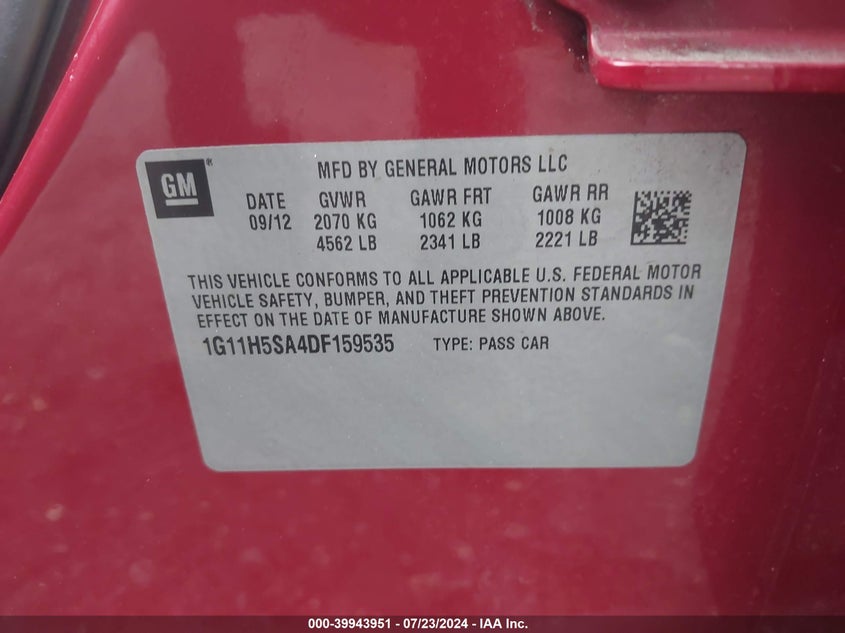 GM®
MFD BY GENERAL MOTORS LLC
DATE GVWR GAWR FRT GAWR RR
09/12 2070 KG 1062 KG 1008 KG
4562 LB 2341 LB 2221 LB
THIS VEHICLE CONFORMS TO ALL APPLICABLE U.S. FEDERAL MOTOR
VEHICLE SAFETY, BUMPER, AND THEFT PREVENTION STANDARDS IN
EFFECT ON THE DATE OF MANUFACTURE SHOWN ABOVE.
1G11H5SA4DF159535 TYPE: PASS CAR
000-39943951 / 07/23/2024 - IAA Inc.